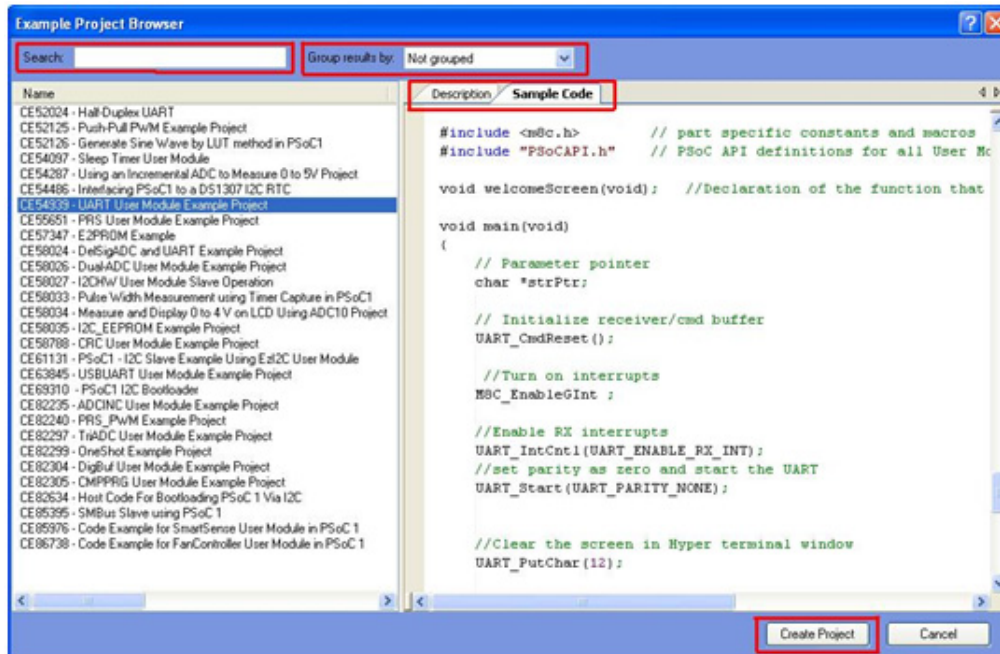 Example Project Browser
Search:
Group results by: Not grouped
Name
CE52024 - Half-Duplex UART
CE52125 - Push-Pull PWM Example Project
CE52126 - Generate Sine Wave by LUT method in PSoC1
CE54097 - Sleep Timer User Module
CE54287 - Using an Incremental ADC to Measure 0 to 5V Project
CE54486 - Interfacing PSoC1 to a DS1307 I2C RTC
CE54939 - UART User Module Example Project
CE55651 - PRS User Module Example Project
CE57347 - E2PROM Example
CE58024 - DelSigADC and UART Example Project
CE58026 - Dual-ADC User Module Example Project
CE58027 - I2CHW User Module Slave Operation
CE58033 - Pulse Width Measurement using Timer Capture in PSoC1
CE58034 - Measure and Display 0 to 4 V on LCD Using ADC10 Project
CE58035 - I2C_EEPROM Example Project
CE58788 - CRC User Module Example Project
CE61131 - PSoC1 - I2C Slave Example Using EzI2C User Module
CE63845 - USBUART User Module Example Project
CE69310 - PSoC1 I2C Bootloader
CE82235 - ADCINC User Module Example Project
CE82240 - PRS_PWM Example Project
CE82297 - TriADC User Module Example Project
CE82299 - OneShot Example Project
CE82304 - DigBuf User Module Example Project
CE82305 - CMPPRG User Module Example Project
CE82634 - Host Code For Bootloading PSoC 1 Via I2C
CE85395 - SMBus Slave using PSoC 1
CE85976 - Code Example for SmartSense User Module in PSoC 1
CE86738 - Code Example for FanController User Module in PSoC 1
Description Sample Code
#include <m8c.h> // part specific constants and macros
#include "PSoCAPI.h" // PSoC API definitions for all User Mo
void welcomeScreen(void); //Declaration of the function that
void main(void)
{
// Parameter pointer
char *strPtr;
// Initialize receiver/cmd buffer
UART_CmdReset();
//Turn on interrupts
M8C_EnableGInt ;
//Enable RX interrupts
UART_IntCntl(UART_ENABLE_RX_INT);
//set parity as zero and start the UART
UART_Start(UART_PARITY_NONE);
//Clear the screen in Hyper terminal window
UART_PutChar(12);
Create Project Cancel